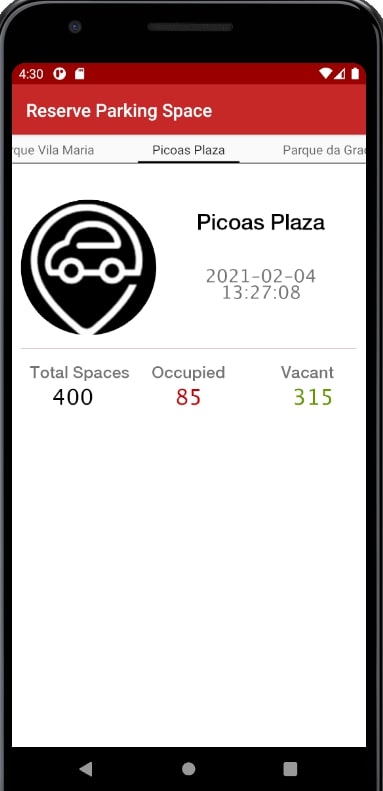 4:30
Reserve Parking Space
rque Vila Maria Picoas Plaza Parque da Gra
Picoas Plaza
2021-02-04
13:27:08
Total Spaces Occupied Vacant
400 85 315